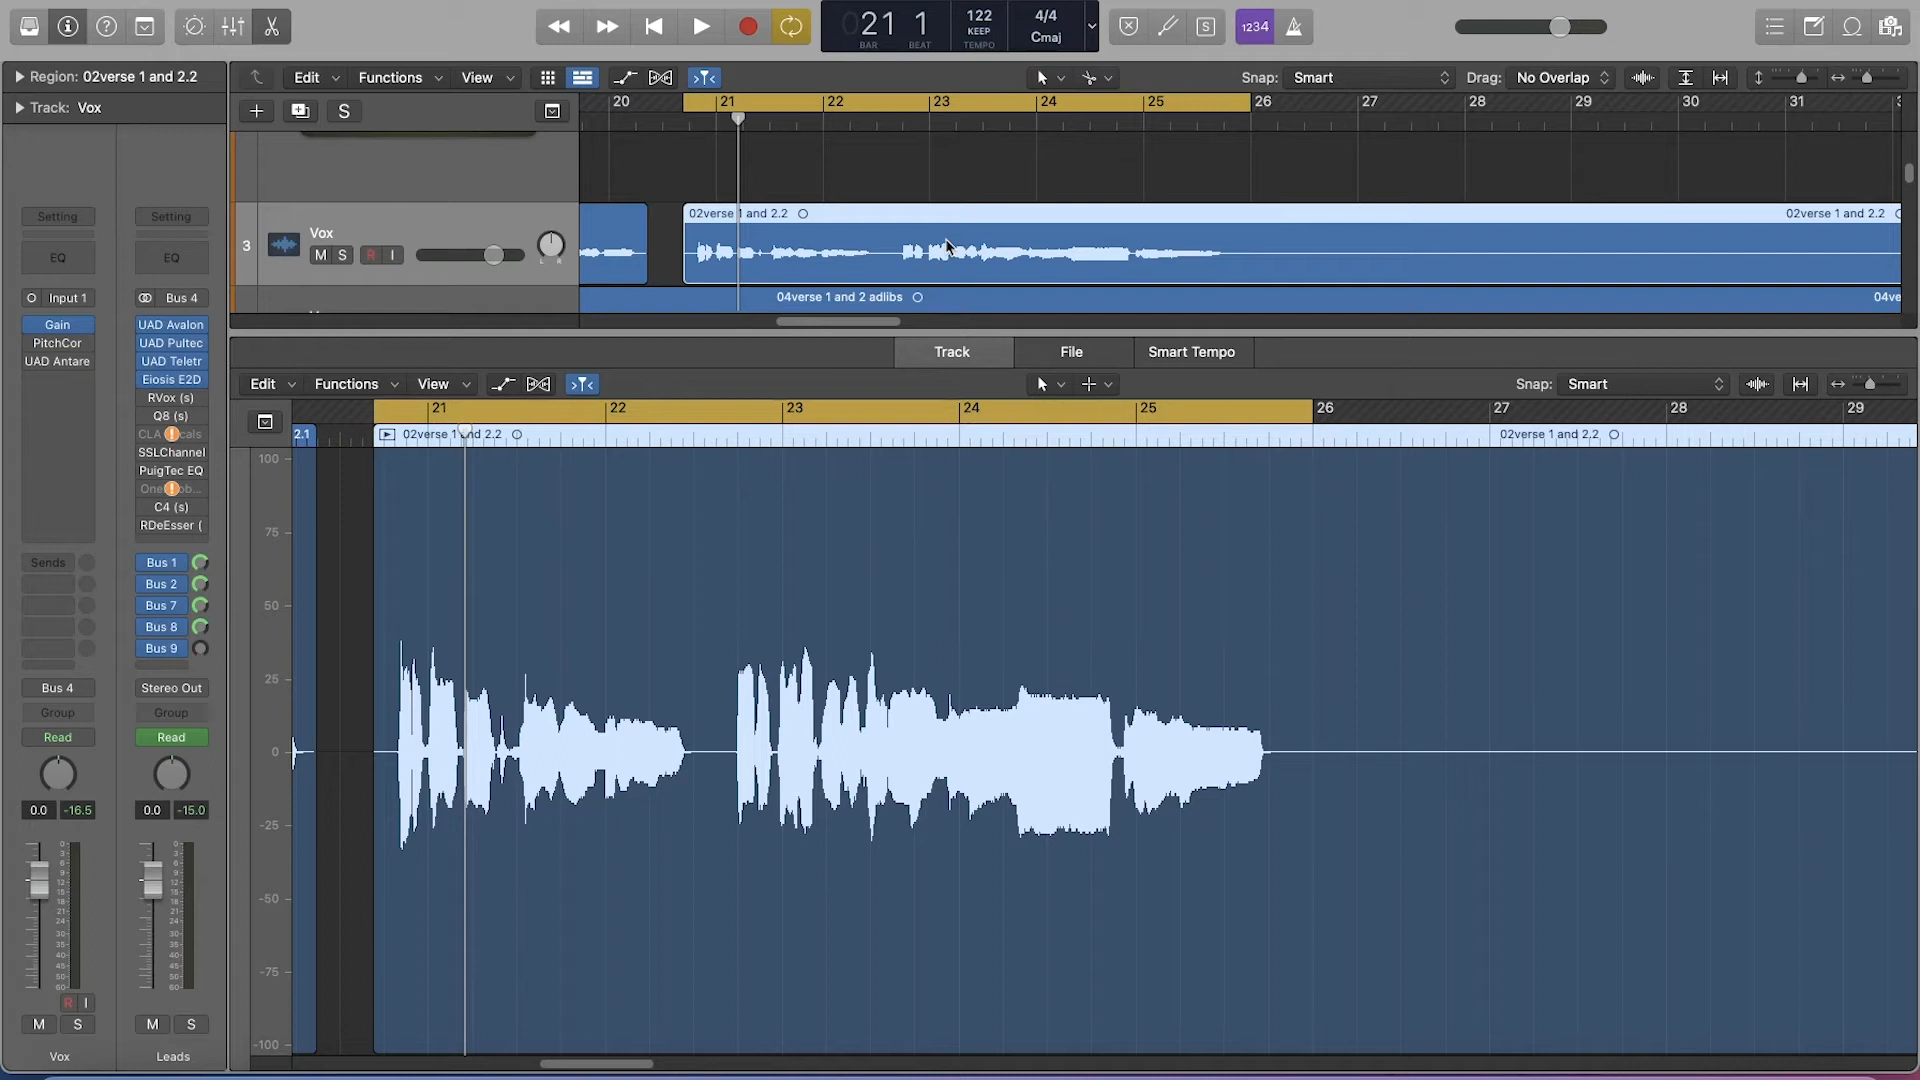 21 1
BAR BEAT
122
KEEP
TEMPO
4/4
Cmaj
S
1234
Region: 02verse 1 and 2.2
Edit
Functions
View
Snap: Smart
Drag: No Overlap
Track: Vox
S
20
21
22
23
24
25
26
27
28
29
30
31
3
Vox
M S R I
L R
02verse 1 and 2.2
02verse 1 and 2.2
04verse 1 and 2 adlibs
04ve
Track
File
Smart Tempo
Edit
Functions
View
Snap: Smart
21
22
23
24
25
26
27
28
29
2.1
02verse 1 and 2.2
02verse 1 and 2.2
100
75
50
25
0
-25
-50
-75
-100
Setting
EQ
Input 1
Gain
PitchCor
UAD Antare
Sends
Bus 4
Group
Read
0.0 -16.5
R I
M S
Vox
Setting
EQ
Bus 4
UAD Avalon
UAD Pultec
UAD Teletr
Eiosis E2D
RVox (s)
Q8 (s)
SSLChannel
PuigTec EQ
C4 (s)
RDeEsser (
Bus 1
Bus 2
Bus 7
Bus 8
Bus 9
Stereo Out
Group
Read
0.0 -15.0
M S
Leads